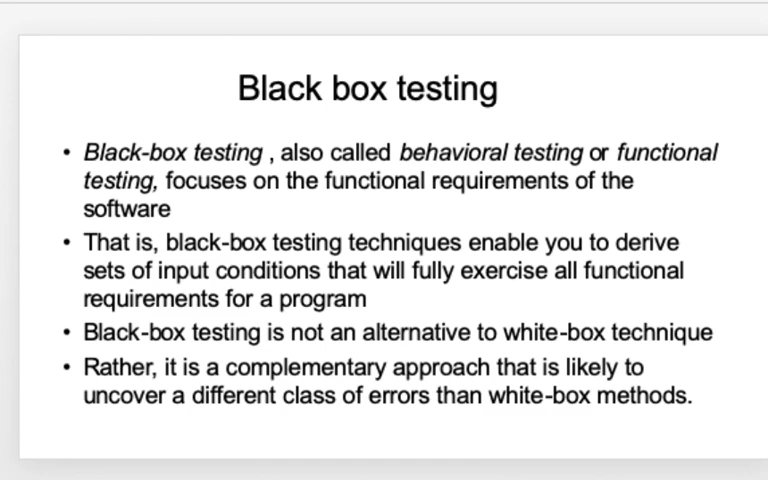 Black box testing
• Black-box testing , also called behavioral testing or functional
testing, focuses on the functional requirements of the
software
• That is, black-box testing techniques enable you to derive
sets of input conditions that will fully exercise all functional
requirements for a program
• Black-box testing is not an alternative to white-box technique
• Rather, it is a complementary approach that is likely to
uncover a different class of errors than white-box methods.